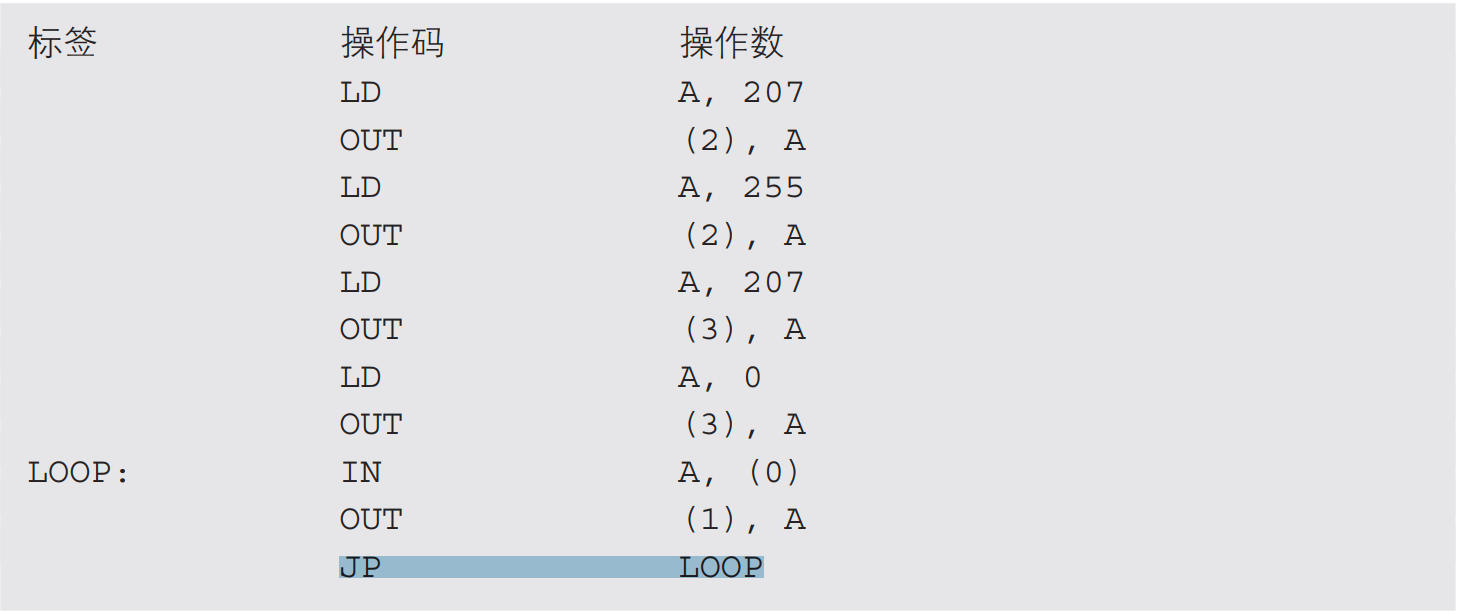 标签 操作码 操作数
LD A, 207
OUT (2), A
LD A, 255
OUT (2), A
LD A, 207
OUT (3), A
LD A, 0
OUT (3), A
LOOP: IN A, (0)
OUT (1), A
JP LOOP